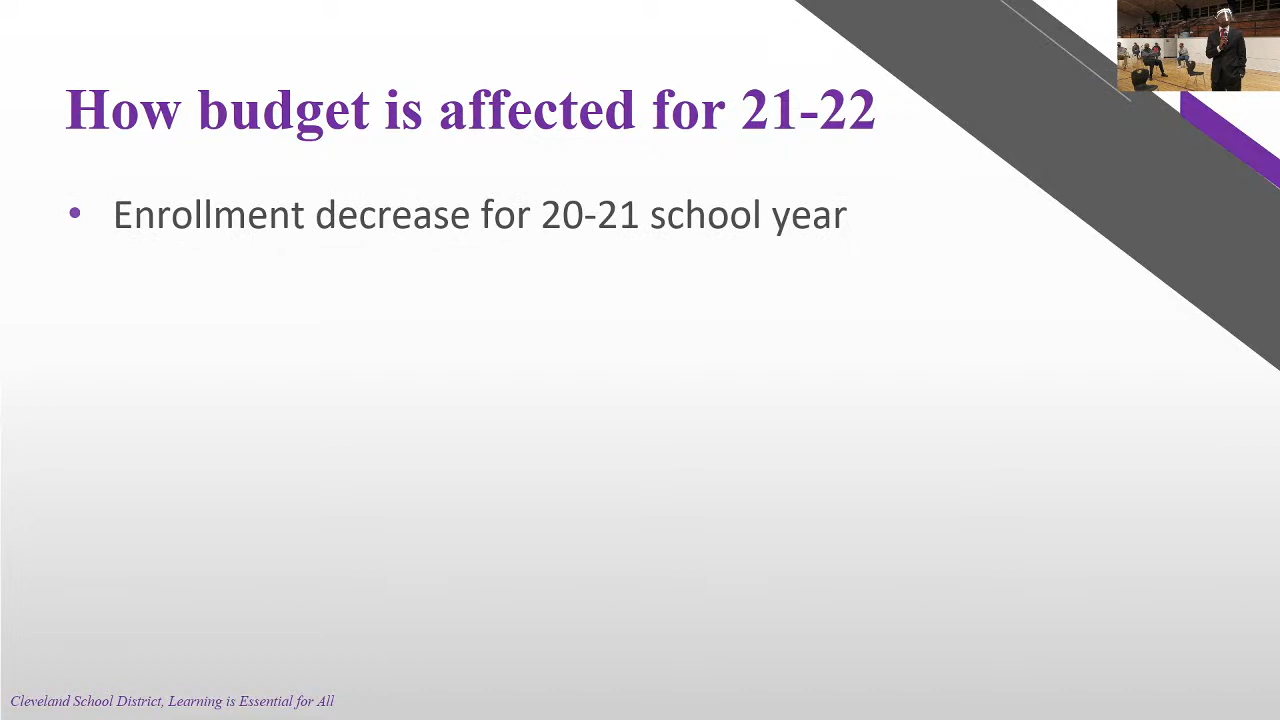 How budget is affected for 21-22
• Enrollment decrease for 20-21 school year
Cleveland School District, Learning is Essential for All